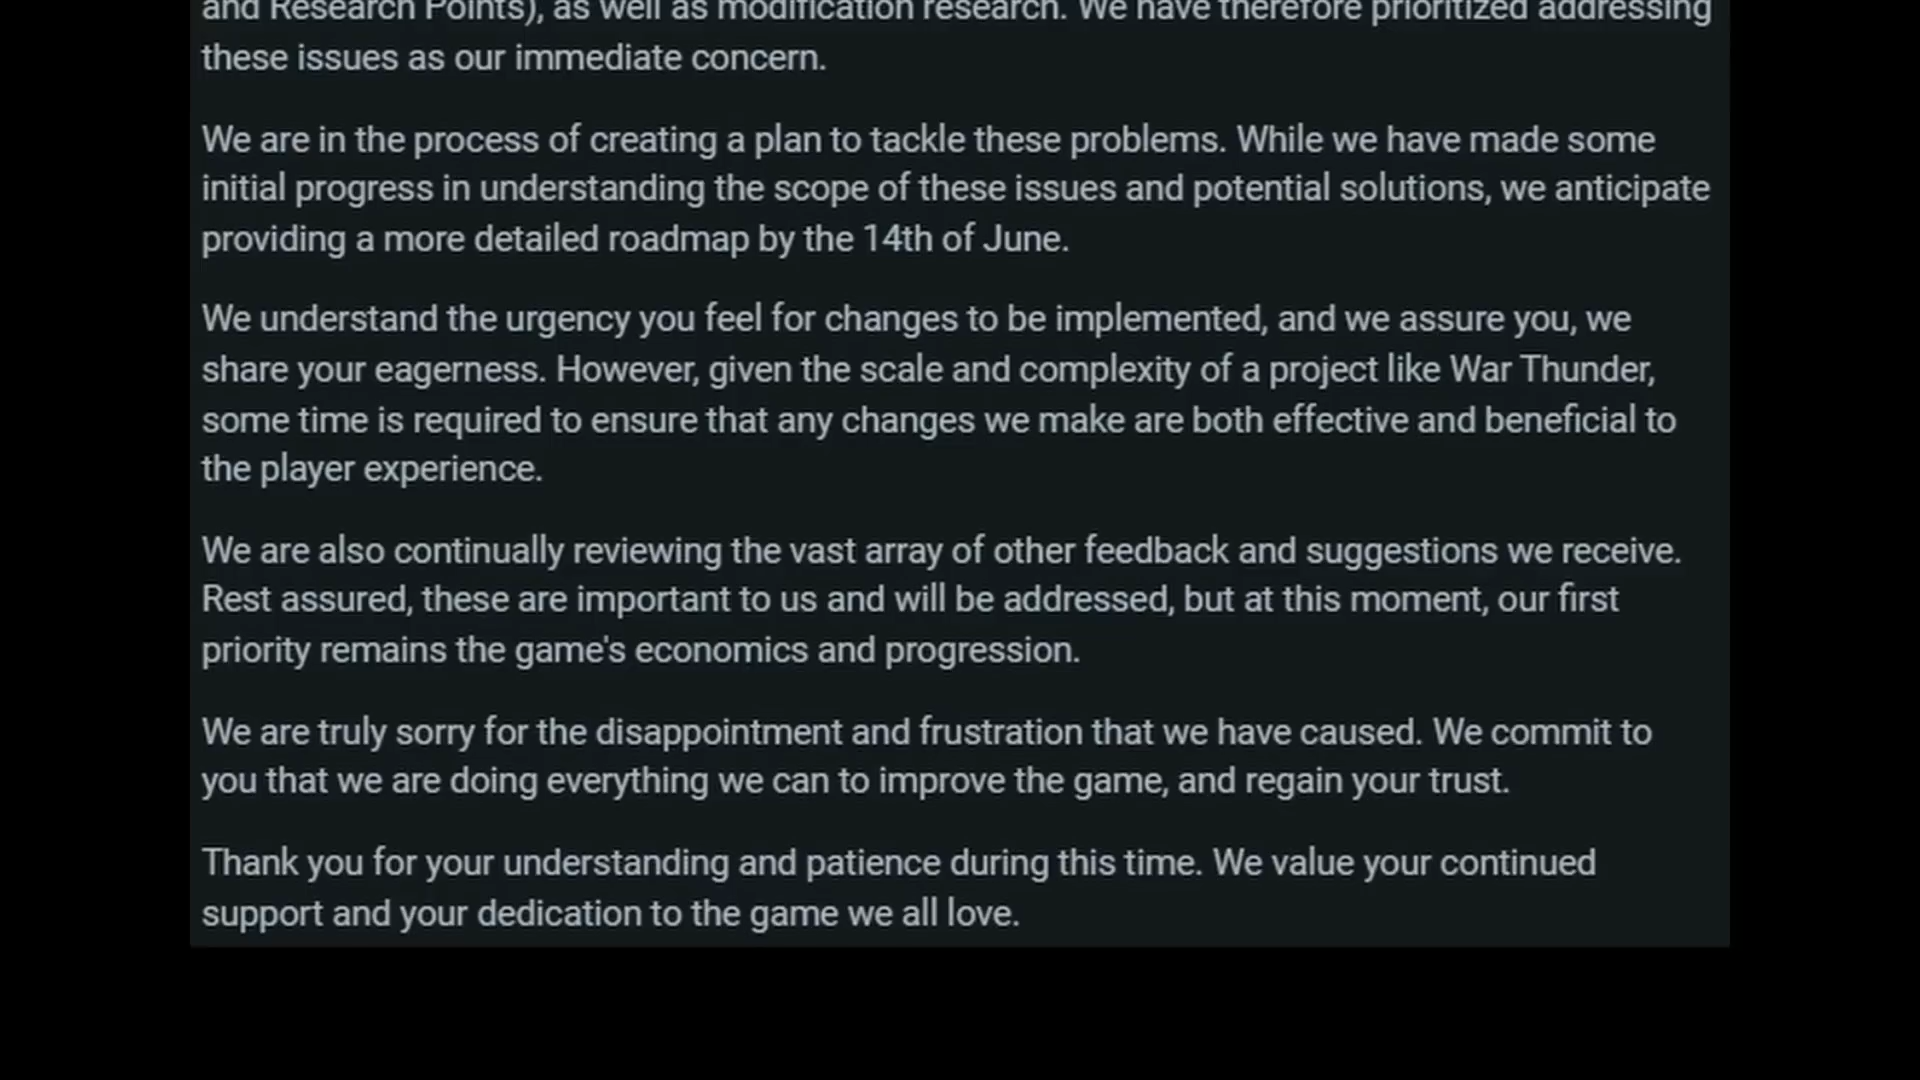 and Research Points), as well as modification research. We have therefore prioritized addressing
these issues as our immediate concern.
We are in the process of creating a plan to tackle these problems. While we have made some
initial progress in understanding the scope of these issues and potential solutions, we anticipate
providing a more detailed roadmap by the 14th of June.
We understand the urgency you feel for changes to be implemented, and we assure you, we
share your eagerness. However, given the scale and complexity of a project like War Thunder,
some time is required to ensure that any changes we make are both effective and beneficial to
the player experience.
We are also continually reviewing the vast array of other feedback and suggestions we receive.
Rest assured, these are important to us and will be addressed, but at this moment, our first
priority remains the game's economics and progression.
We are truly sorry for the disappointment and frustration that we have caused. We commit to
you that we are doing everything we can to improve the game, and regain your trust.
Thank you for your understanding and patience during this time. We value your continued
support and your dedication to the game we all love.